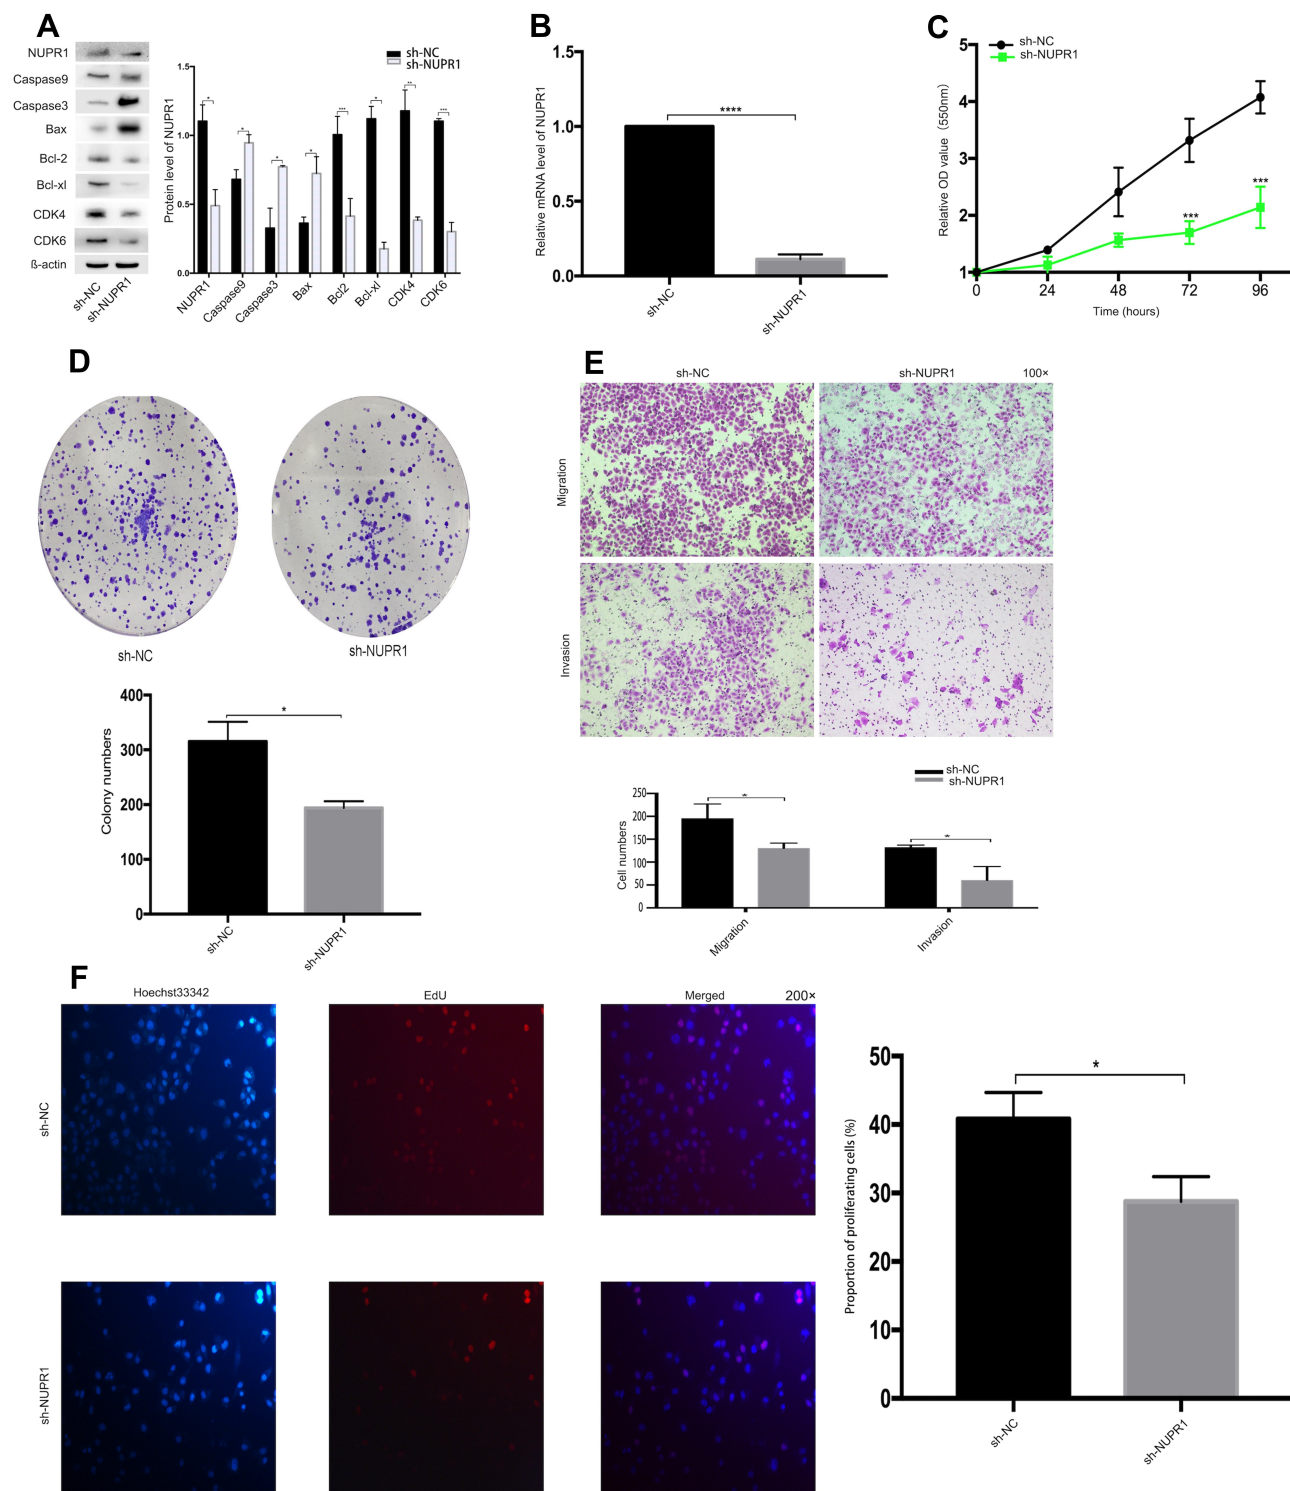 A
NUPR1
Caspase9
Caspase3
Bax
Bcl-2
Bcl-xl
CDK4
CDK6
ß-actin
sh-NC
sh-NUPR1
sh-NC
sh-NUPR1
Protein level of NUPR1
1.5
1.0
0.5
0.0
*
*
*
*
***
*
**
***
NUPR1
Caspase9
Caspase3
Bax
Bcl2
Bcl-xl
CDK4
CDK6
B
Relative mRNA level of NUPR1
1.5
1.0
0.5
0.0
****
sh-NC
sh-NUPR1
C
sh-NC
sh-NUPR1
Relative OD value (550nm)
5
4
3
2
1
***
***
0
24
48
72
96
Time (hours)
D
sh-NC
sh-NUPR1
Colony numbers
400
300
200
100
0
*
sh-NC
sh-NUPR1
E
sh-NC
sh-NUPR1
100×
Migration
Invasion
sh-NC
sh-NUPR1
Cell numbers
250
200
150
100
50
0
*
*
Migration
Invasion
F
Hoechst33342
EdU
Merged
200×
sh-NC
sh-NUPR1
Proportion of proliferating cells (%)
50
40
30
20
10
0
*
sh-NC
sh-NUPR1